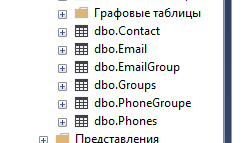 Графовые таблицы
dbo.Contact
dbo.Email
dbo.EmailGroup
dbo.Groups
dbo.PhoneGroupe
dbo.Phones
Представления